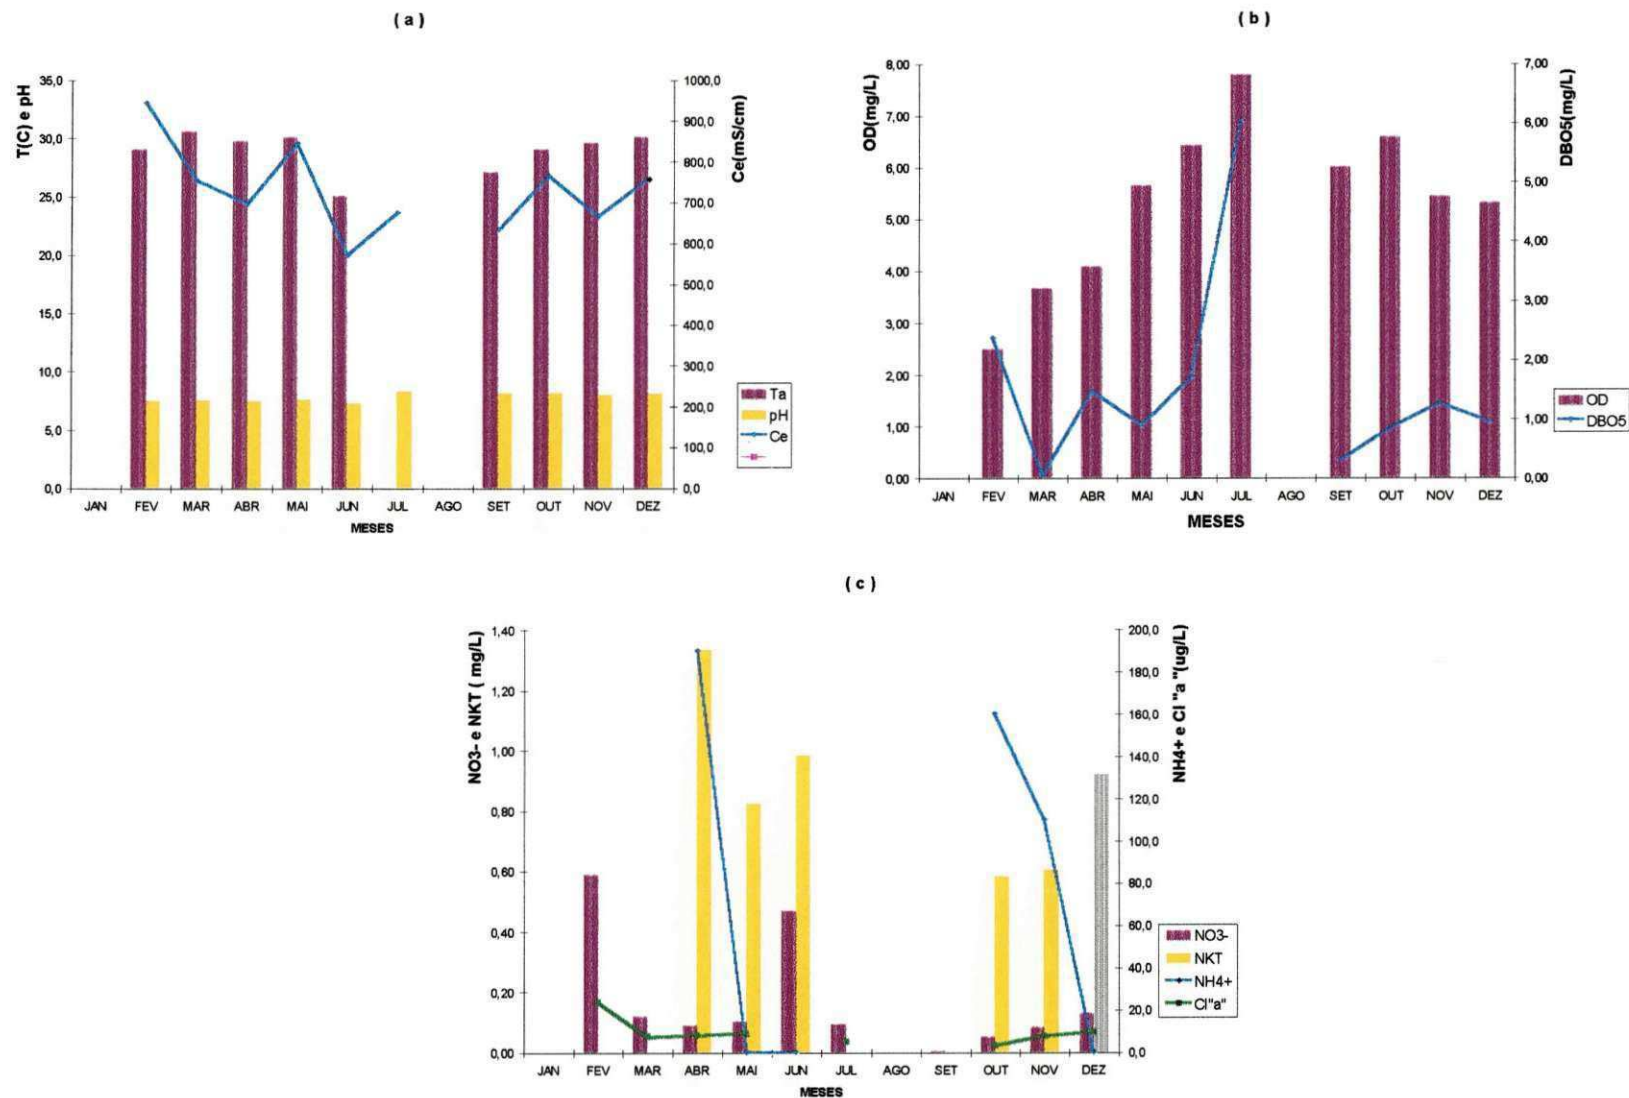 ( a )
T(C) e pH
35,0
30,0
25,0
20,0
15,0
10,0
5,0
0,0
1000,0
900,0
800,0
700,0
600,0
500,0
400,0
300,0
200,0
100,0
0,0
Ce(mS/cm)
Ta
pH
Ce
JAN FEV MAR ABR MAI JUN JUL AGO SET OUT NOV DEZ
MESES
( b )
OD(mg/L)
8,00
7,00
6,00
5,00
4,00
3,00
2,00
1,00
0,00
7,00
6,00
5,00
4,00
3,00
2,00
1,00
0,00
DBO5(mg/L)
OD
DBO5
JAN FEV MAR ABR MAI JUN JUL AGO SET OUT NOV DEZ
MESES
( c )
NO3- e NKT ( mg/L)
1,40
1,20
1,00
0,80
0,60
0,40
0,20
0,00
200,0
180,0
160,0
140,0
120,0
100,0
80,0
60,0
40,0
20,0
0,0
NH4+ e Cl "a "(ug/L)
NO3-
NKT
NH4+
Cl"a"
JAN FEV MAR ABR MAI JUN JUL AGO SET OUT NOV DEZ
MESES